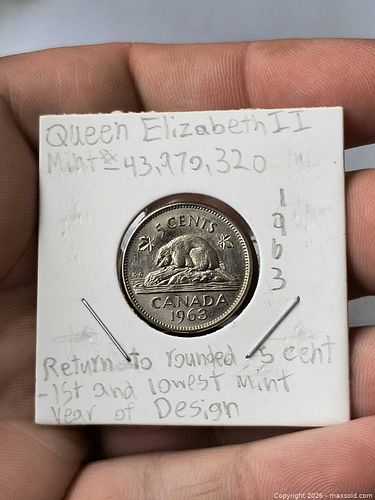 Queen Elizabeth II
Mint# 43,970,320
1963
5 CENTS
K G
CANADA
1963
Return to rounded 5 cent
-1st and lowest mint
year of Design
Copyright 2026 - maxsold.com